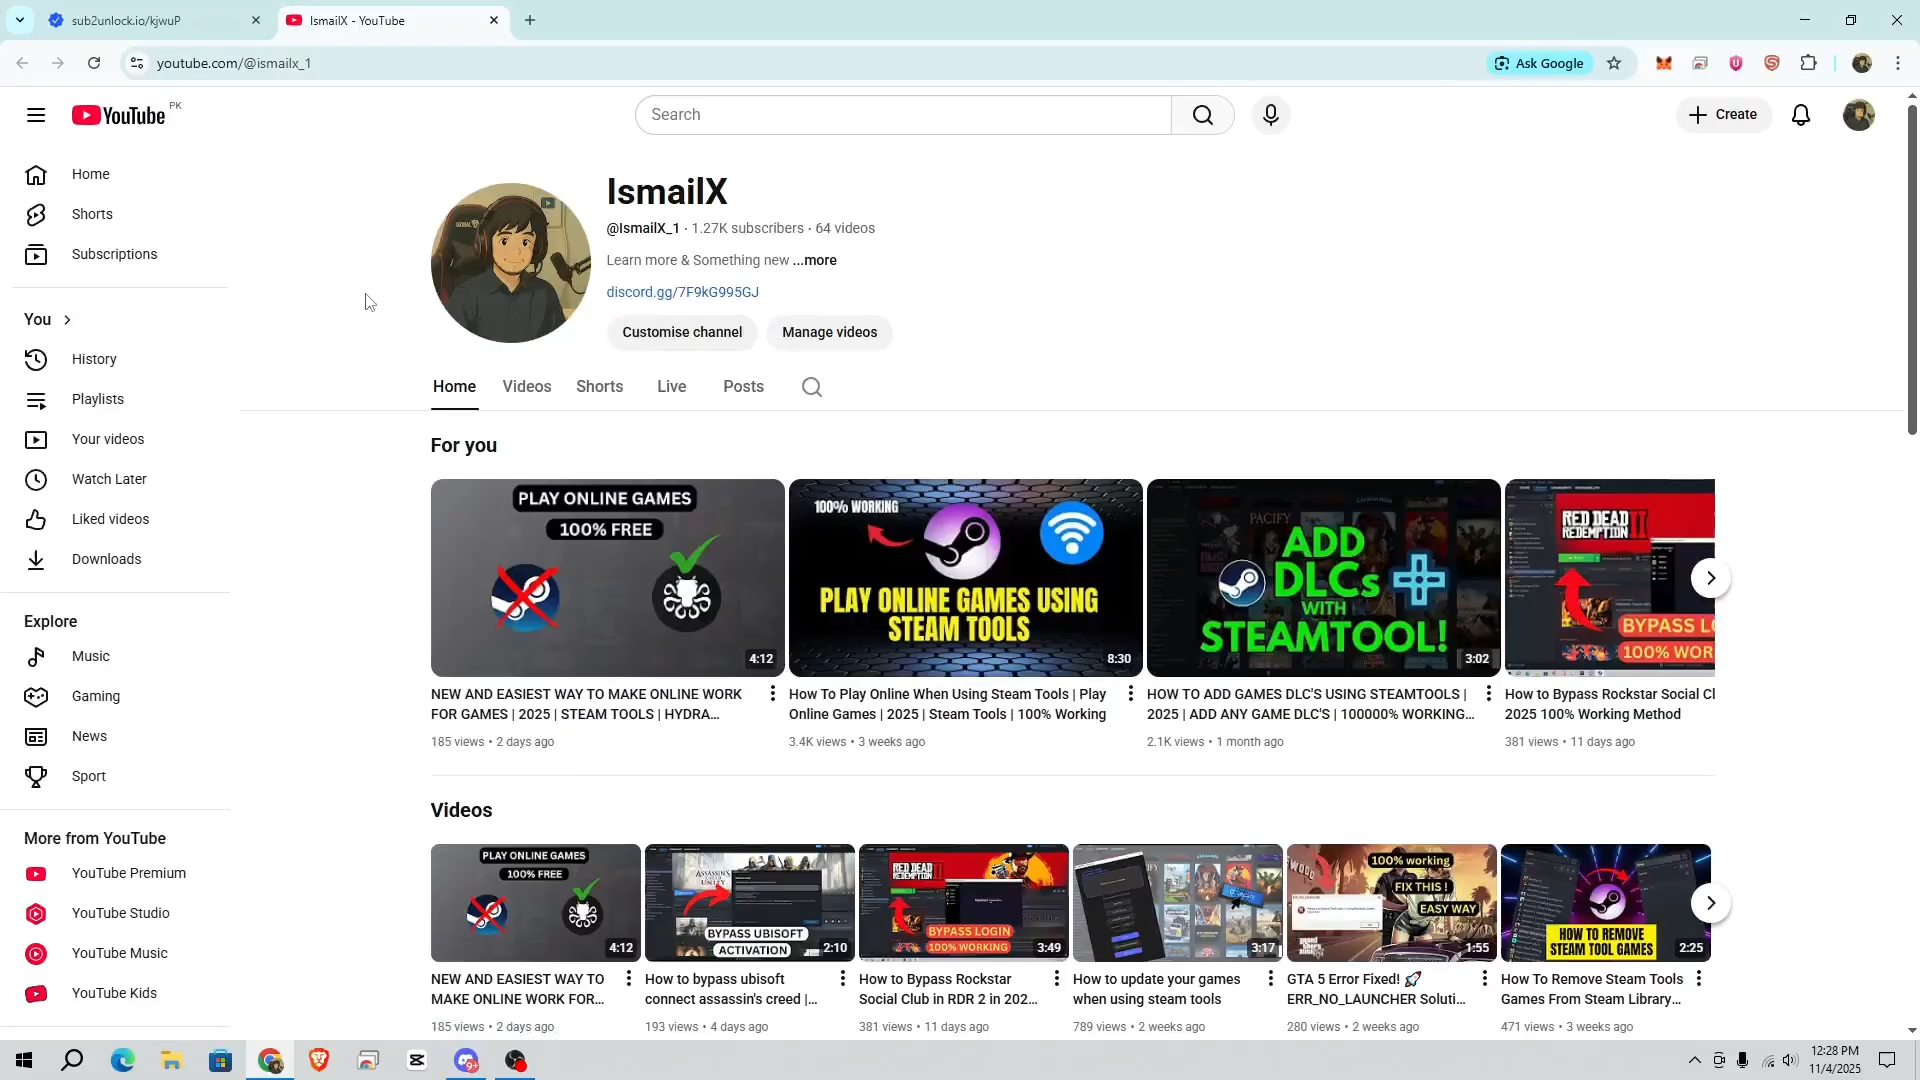 sub2unlock.io/kjwuP
IsmailX - YouTube
youtube.com/@ismailx_1
Ask Google
YouTube PK
Search
Create
Home
Shorts
Subscriptions
You
History
Playlists
Your videos
Watch Later
Liked videos
Downloads
Explore
Music
Gaming
News
Sport
More from YouTube
YouTube Premium
YouTube Studio
YouTube Music
YouTube Kids
IsmailX
@IsmailX_1 · 1.27K subscribers · 64 videos
Learn more & Something new ...more
discord.gg/7F9kG995GJ
Customise channel
Manage videos
Home
Videos
Shorts
Live
Posts
For you
PLAY ONLINE GAMES
100% FREE
4:12
NEW AND EASIEST WAY TO MAKE ONLINE WORK
FOR GAMES | 2025 | STEAM TOOLS | HYDRA...
185 views • 2 days ago
100% WORKING
PLAY ONLINE GAMES USING
STEAM TOOLS
8:30
How To Play Online When Using Steam Tools | Play
Online Games | 2025 | Steam Tools | 100% Working
3.4K views • 3 weeks ago
PACIFY
ADD
DLCs
WITH
STEAMTOOL!
3:02
HOW TO ADD GAMES DLC'S USING STEAMTOOLS |
2025 | ADD ANY GAME DLC'S | 100000% WORKING...
2.1K views • 1 month ago
RED DEAD
REDEMPTION II
BYPASS LO
100% WOR
How to Bypass Rockstar Social Cl
2025 100% Working Method
381 views • 11 days ago
Videos
PLAY ONLINE GAMES
100% FREE
4:12
NEW AND EASIEST WAY TO
MAKE ONLINE WORK FOR...
185 views • 2 days ago
ASSASSIN'S
UNITY
BYPASS UBISOFT
ACTIVATION
2:10
How to bypass ubisoft
connect assassin's creed |...
193 views • 4 days ago
RED DEAD
REDEMPTION II
BYPASS LOGIN
100% WORKING
3:49
How to Bypass Rockstar
Social Club in RDR 2 in 202...
381 views • 11 days ago
3:17
How to update your games
when using steam tools
789 views • 2 weeks ago
100% working
FIX THIS !
EASY WAY
1:55
GTA 5 Error Fixed! 🚀
ERR_NO_LAUNCHER Soluti...
280 views • 2 weeks ago
HOW TO REMOVE
STEAM TOOL GAMES
2:25
How To Remove Steam Tools
Games From Steam Library...
471 views • 3 weeks ago
9+
12:28 PM
11/4/2025